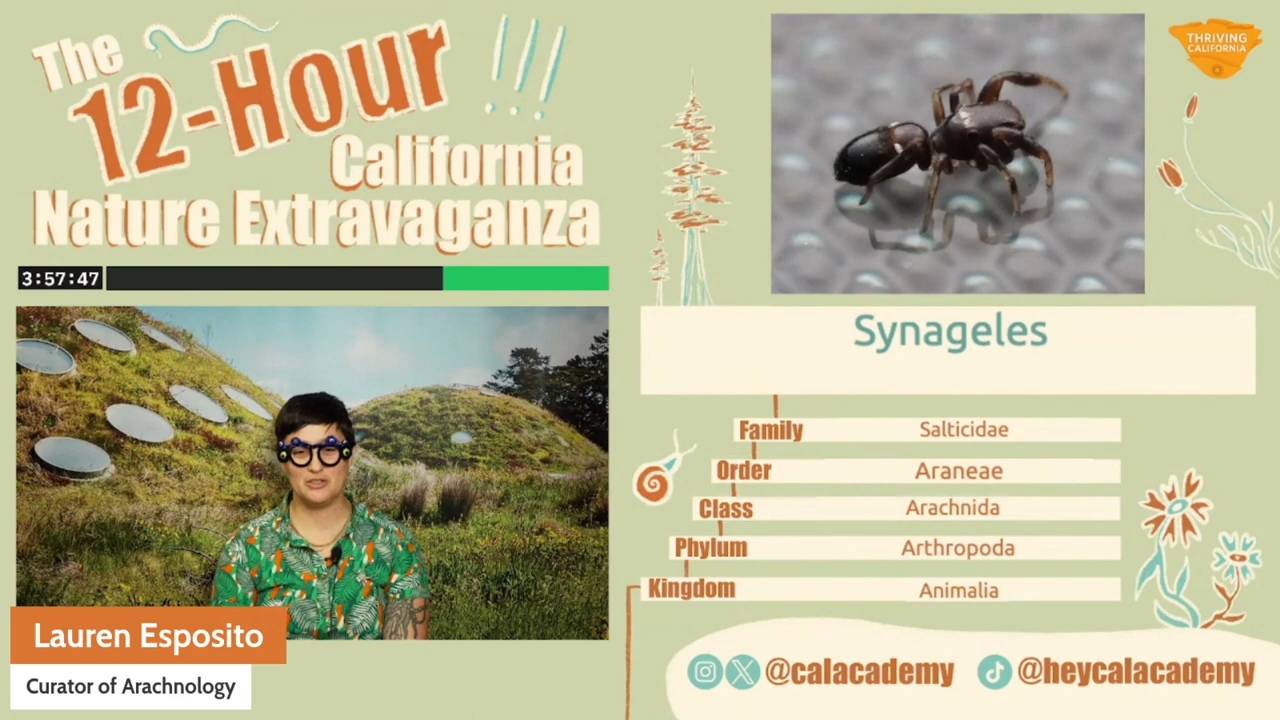 The
12-Hour
!!!
California
Nature Extravaganza
3:57:47
Lauren Esposito
Curator of Arachnology
THRIVING
CALIFORNIA
Synageles
Family Salticidae
Order Araneae
Class Arachnida
Phylum Arthropoda
Kingdom Animalia
@calacademy @heycalacademy